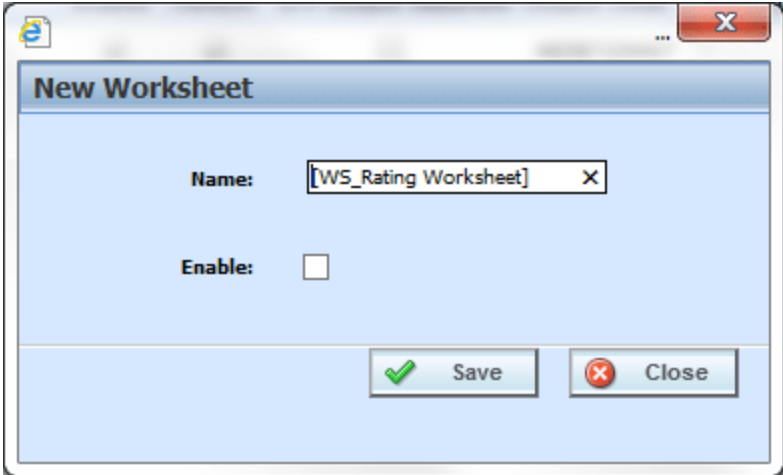 ...
New Worksheet
Name: [WS_Rating Worksheet]
Enable:
Save Close